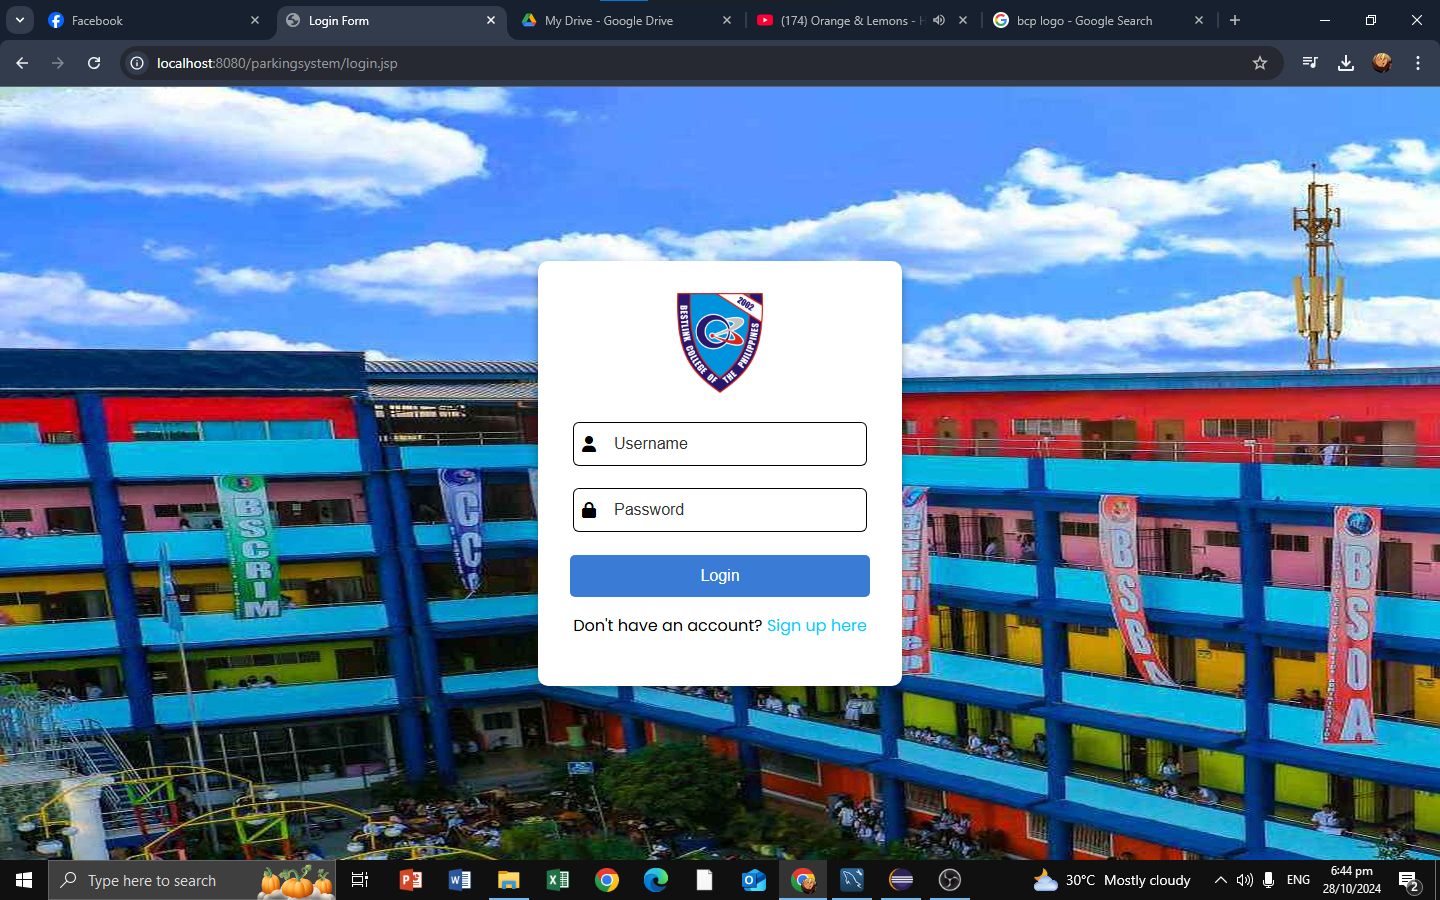 Facebook
Login Form
My Drive - Google Drive
(174) Orange & Lemons -
bcp logo - Google Search
localhost:8080/parkingsystem/login.jsp
2002
BESTLINK COLLEGE OF THE PHILIPPINES
Username
Password
Login
Don't have an account? Sign up here
BSCRIM
CC
BSBA
BSOA
Type here to search
30°C Mostly cloudy
ENG
6:44 pm
28/10/2024
2